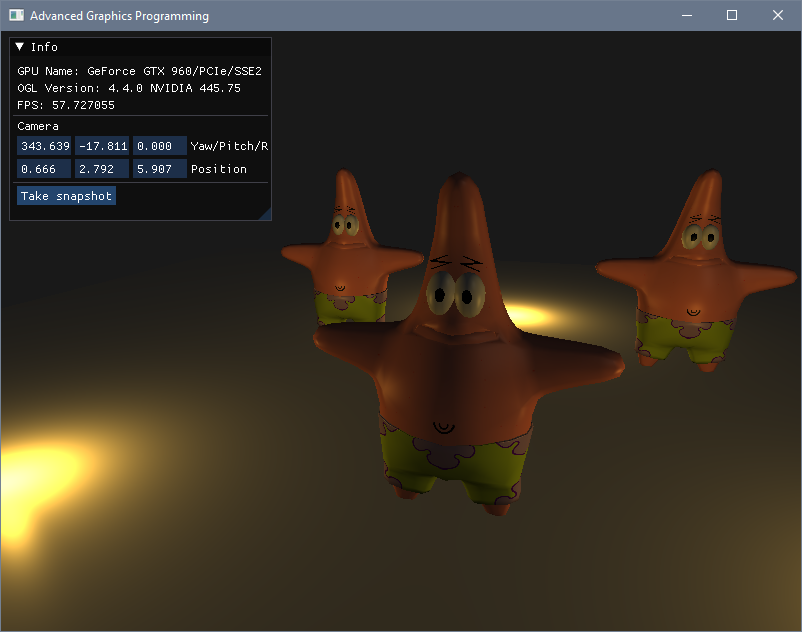 Advanced Graphics Programming
Info
GPU Name: GeForce GTX 960/PCIe/SSE2
OGL Version: 4.4.0 NVIDIA 445.75
FPS: 57.727055
Camera
343.639 -17.811 0.000 Yaw/Pitch/R
0.666 2.792 5.907 Position
Take snapshot